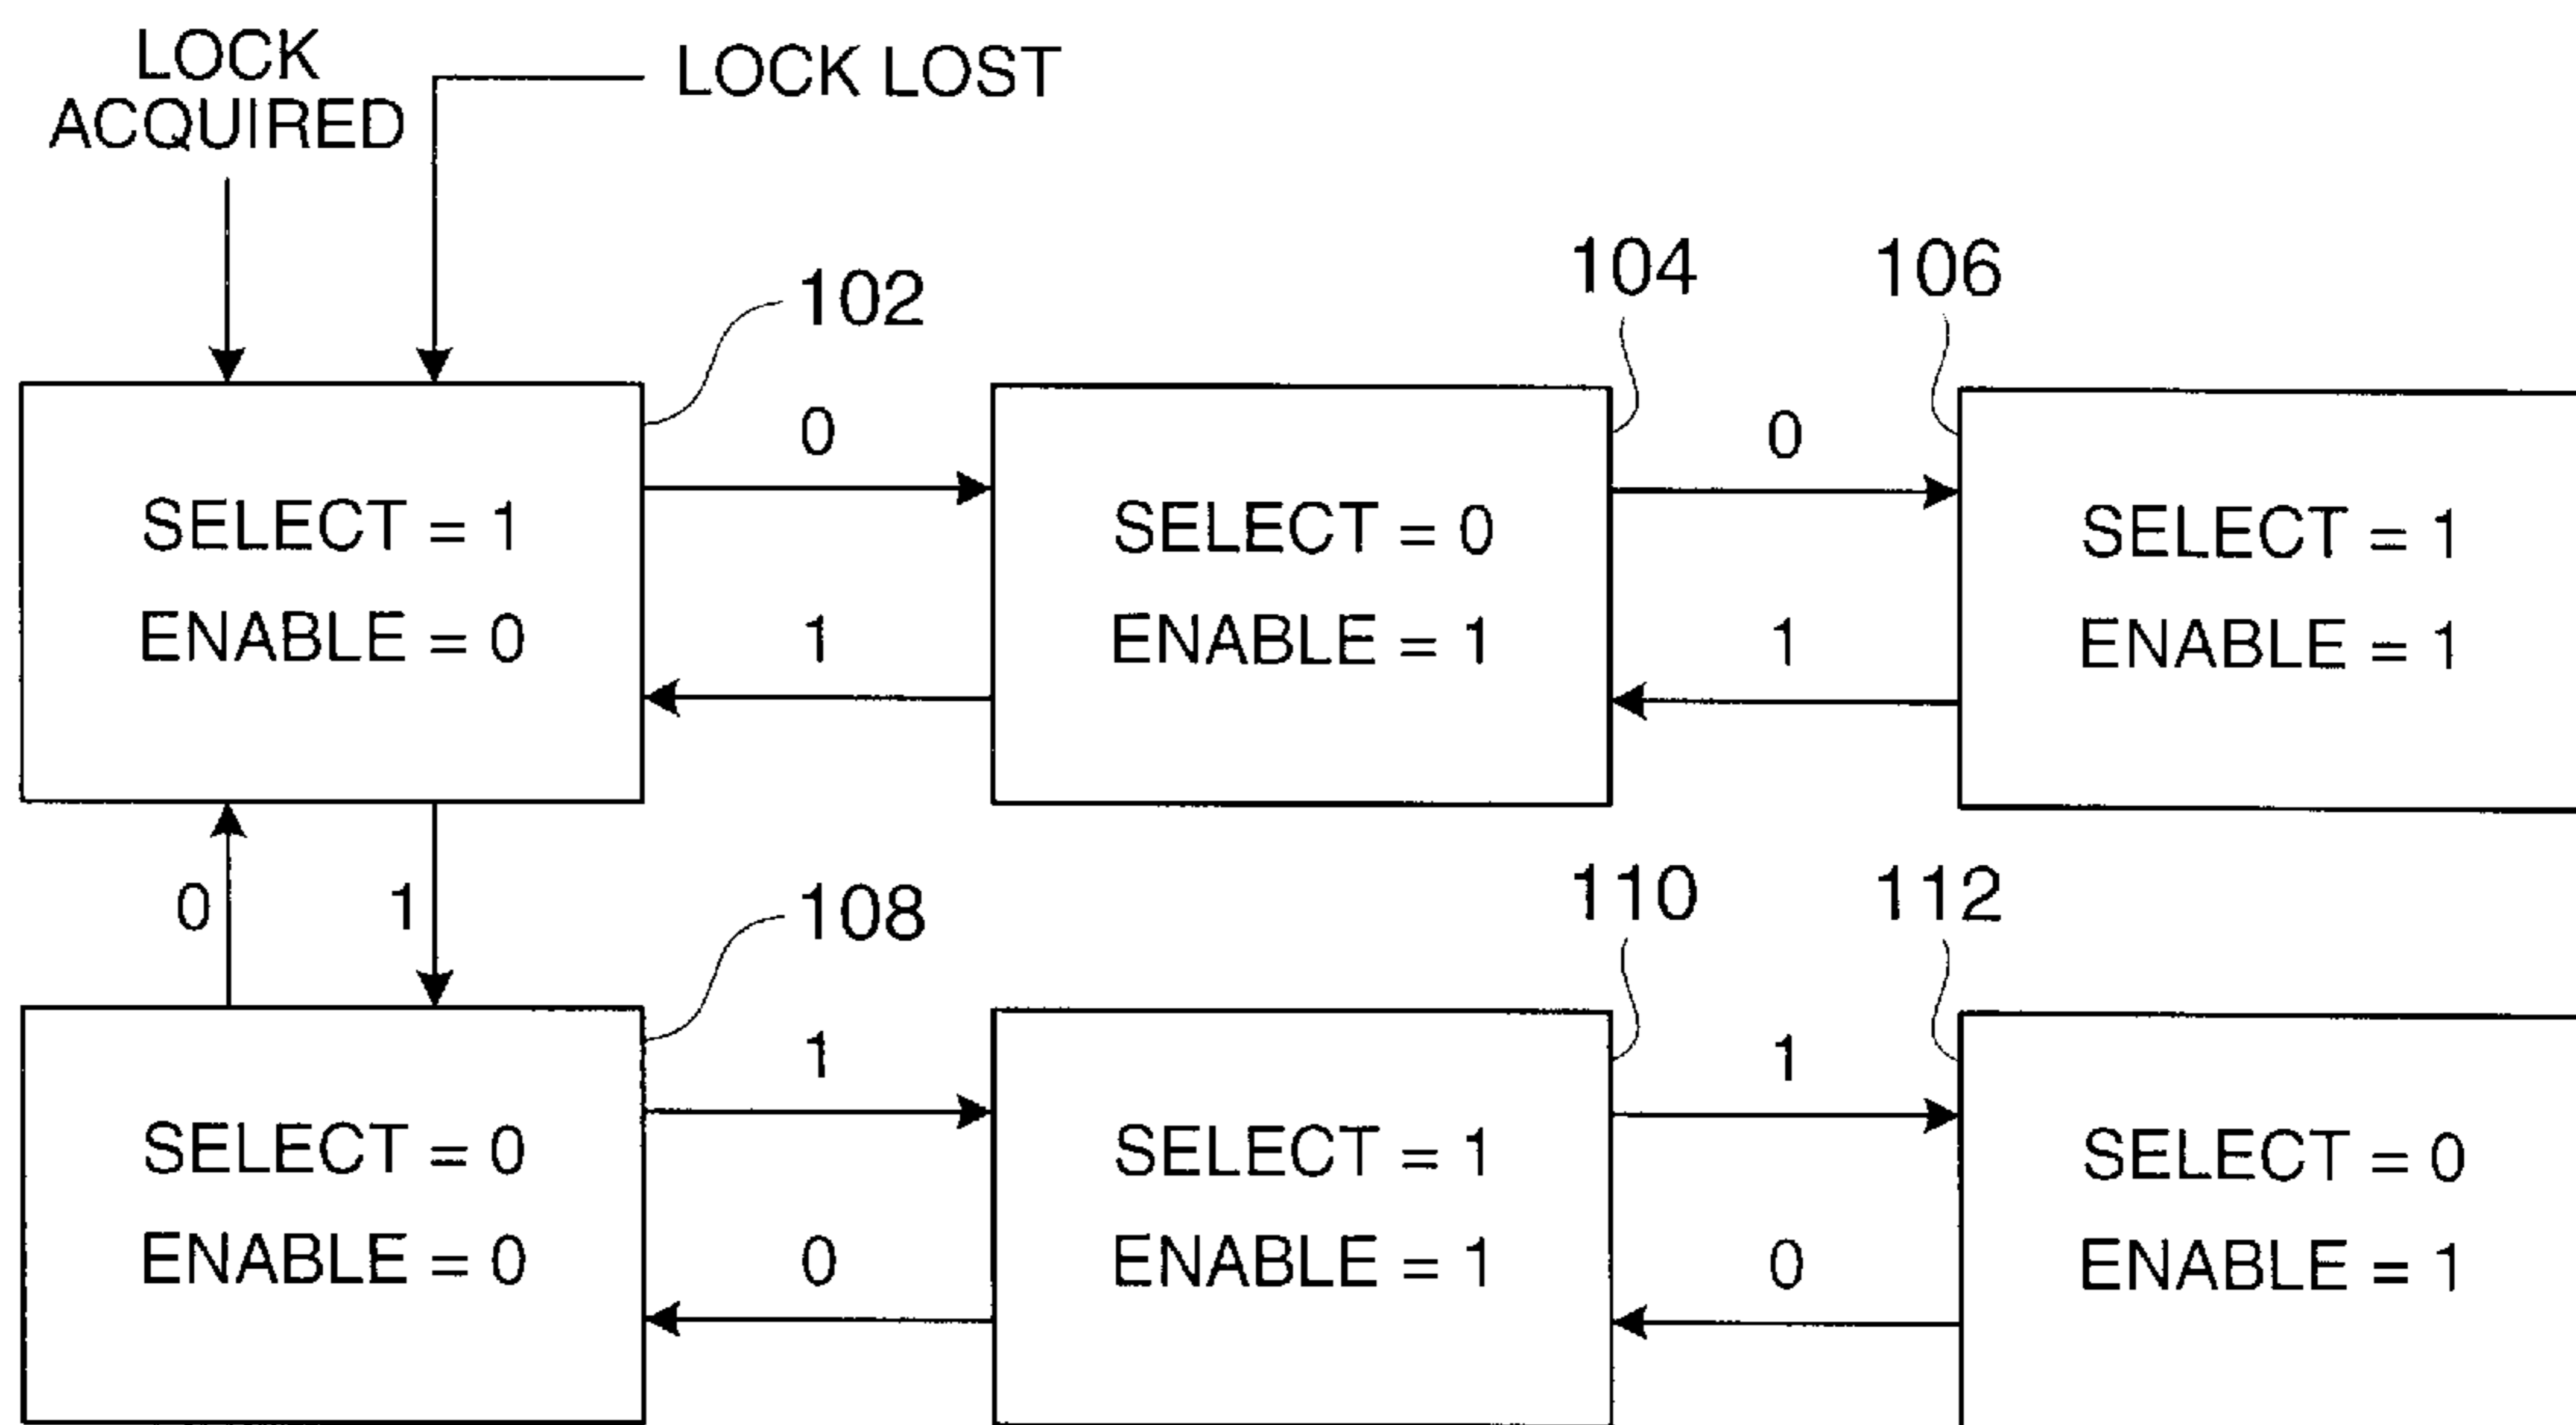 LOCK
ACQUIRED
LOCK LOST
102
104
106
SELECT = 1
ENABLE = 0
0
1
SELECT = 0
ENABLE = 1
0
1
SELECT = 1
ENABLE = 1
0
1
108
110
112
SELECT = 0
ENABLE = 0
1
0
SELECT = 1
ENABLE = 1
1
0
SELECT = 0
ENABLE = 1